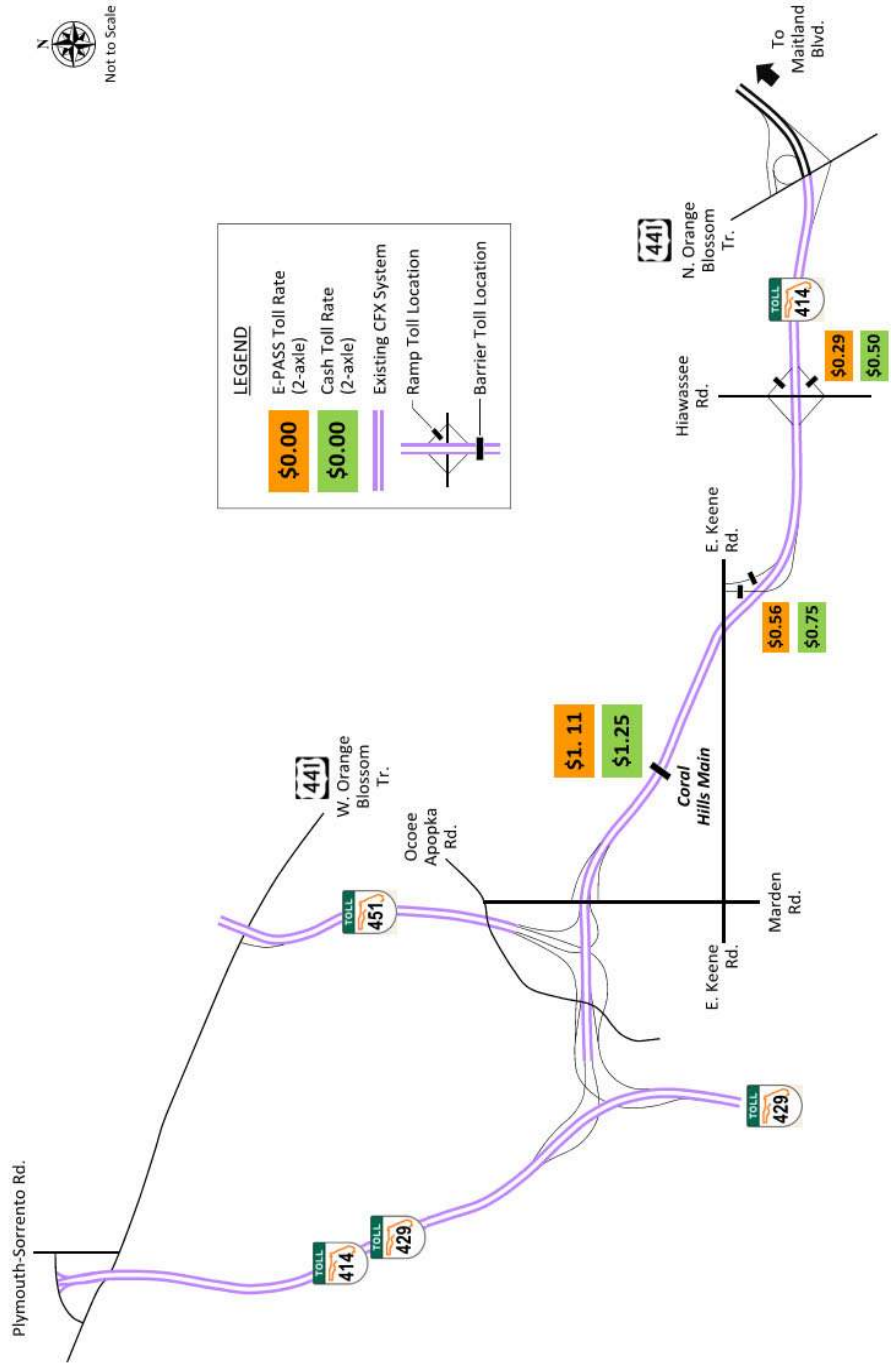 N
Not to Scale
LEGEND
$0.00
E-PASS Toll Rate
(2-axle)
$0.00
Cash Toll Rate
(2-axle)
Existing CFX System
Ramp Toll Location
Barrier Toll Location
Plymouth-Sorrento Rd.
441
W. Orange
Blossom
Tr.
TOLL
414
TOLL
429
TOLL
451
Ocoee
Apopka
Rd.
$1. 11
$1.25
Coral
Hills Main
TOLL
429
E. Keene
Rd.
Marden
Rd.
E. Keene
Rd.
$0.56
$0.75
Hiawassee
Rd.
$0.29
$0.50
TOLL
414
441
N. Orange
Blossom
Tr.
To
Maitland
Blvd.